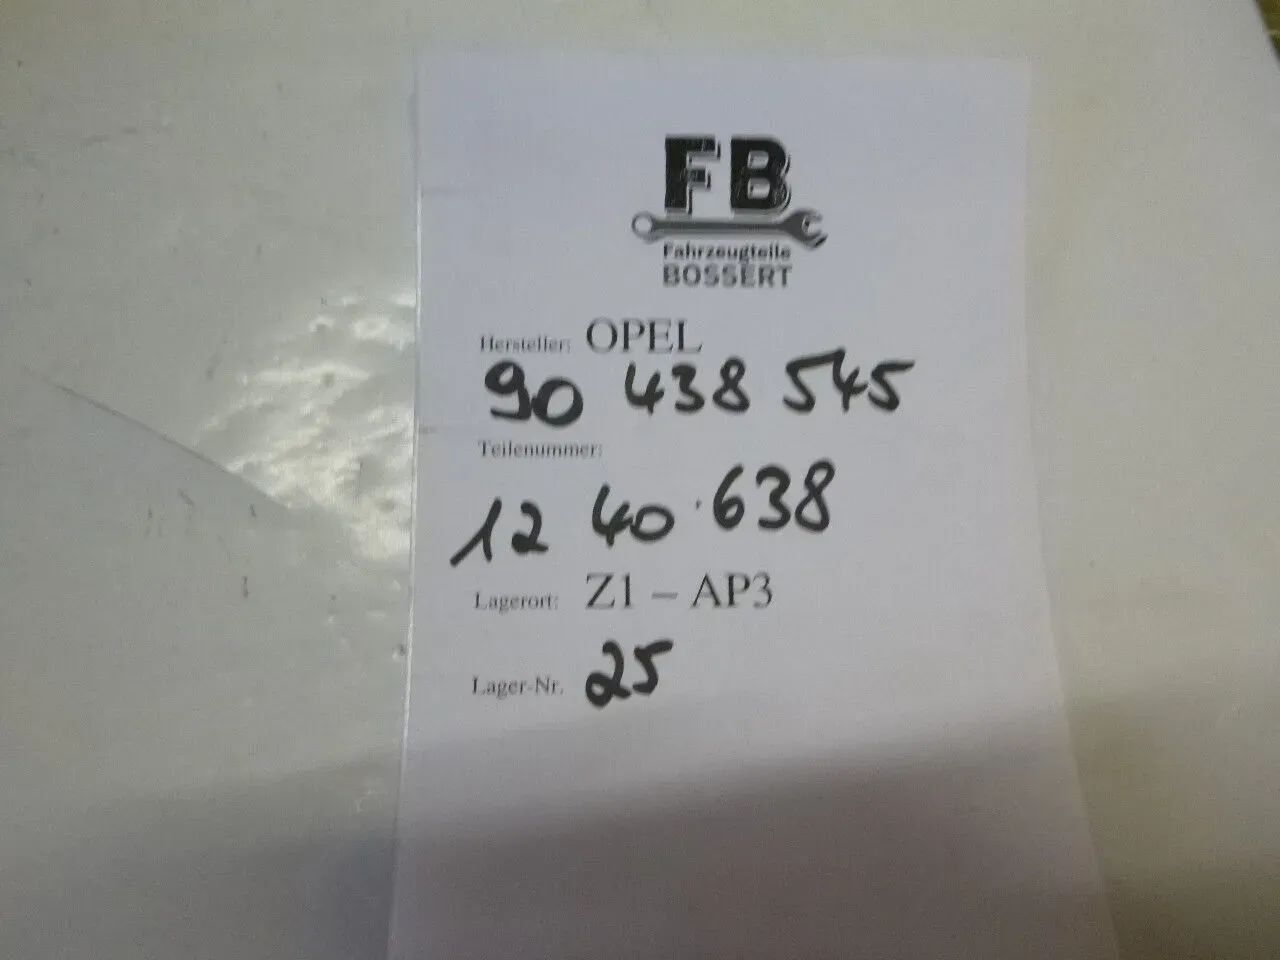 FB
Fahrzeugteile
BOSSERT
Hersteller: OPEL
90 438 545
Teilenummer:
12 40 638
Lagerort: Z1 – AP3
Lager-Nr. 25